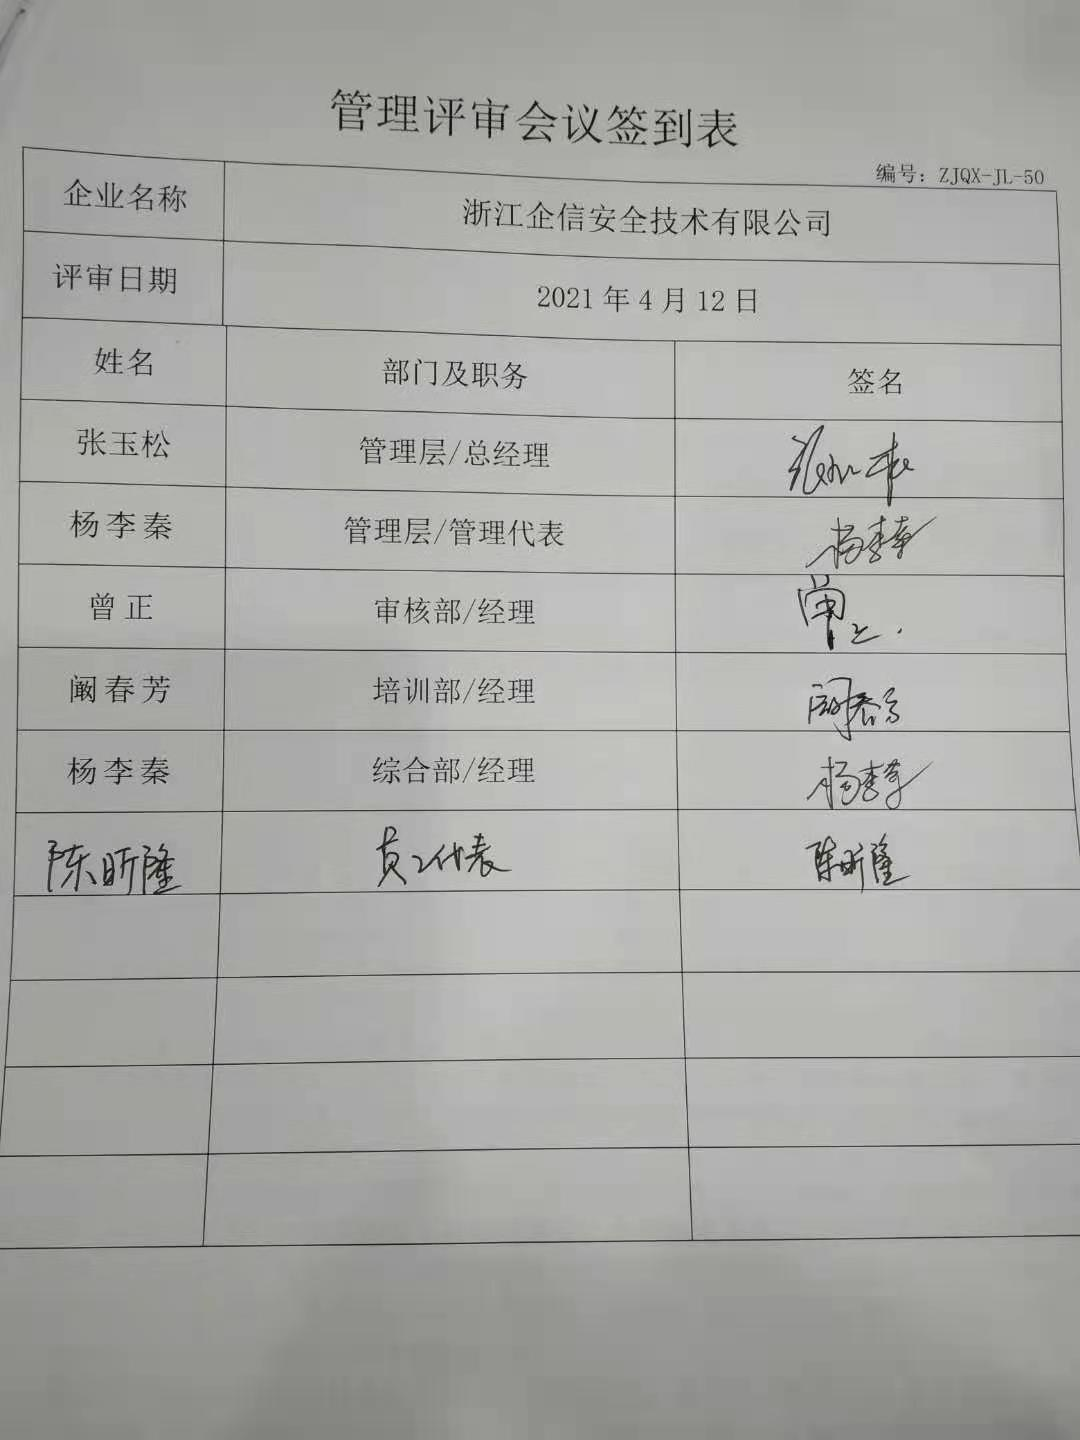 管理评审会议签到表
编号：ZJQX-JL-50
企业名称 浙江企信安全技术有限公司
评审日期 2021年4月12日
姓名 部门及职务 签名
张玉松 管理层/总经理 张玉松
杨李秦 管理层/管理代表 杨李秦
曾正 审核部/经理 曾正
阚春芳 培训部/经理 阚春芳
杨李秦 综合部/经理 杨李秦
陈昕隆 员工代表 陈昕隆